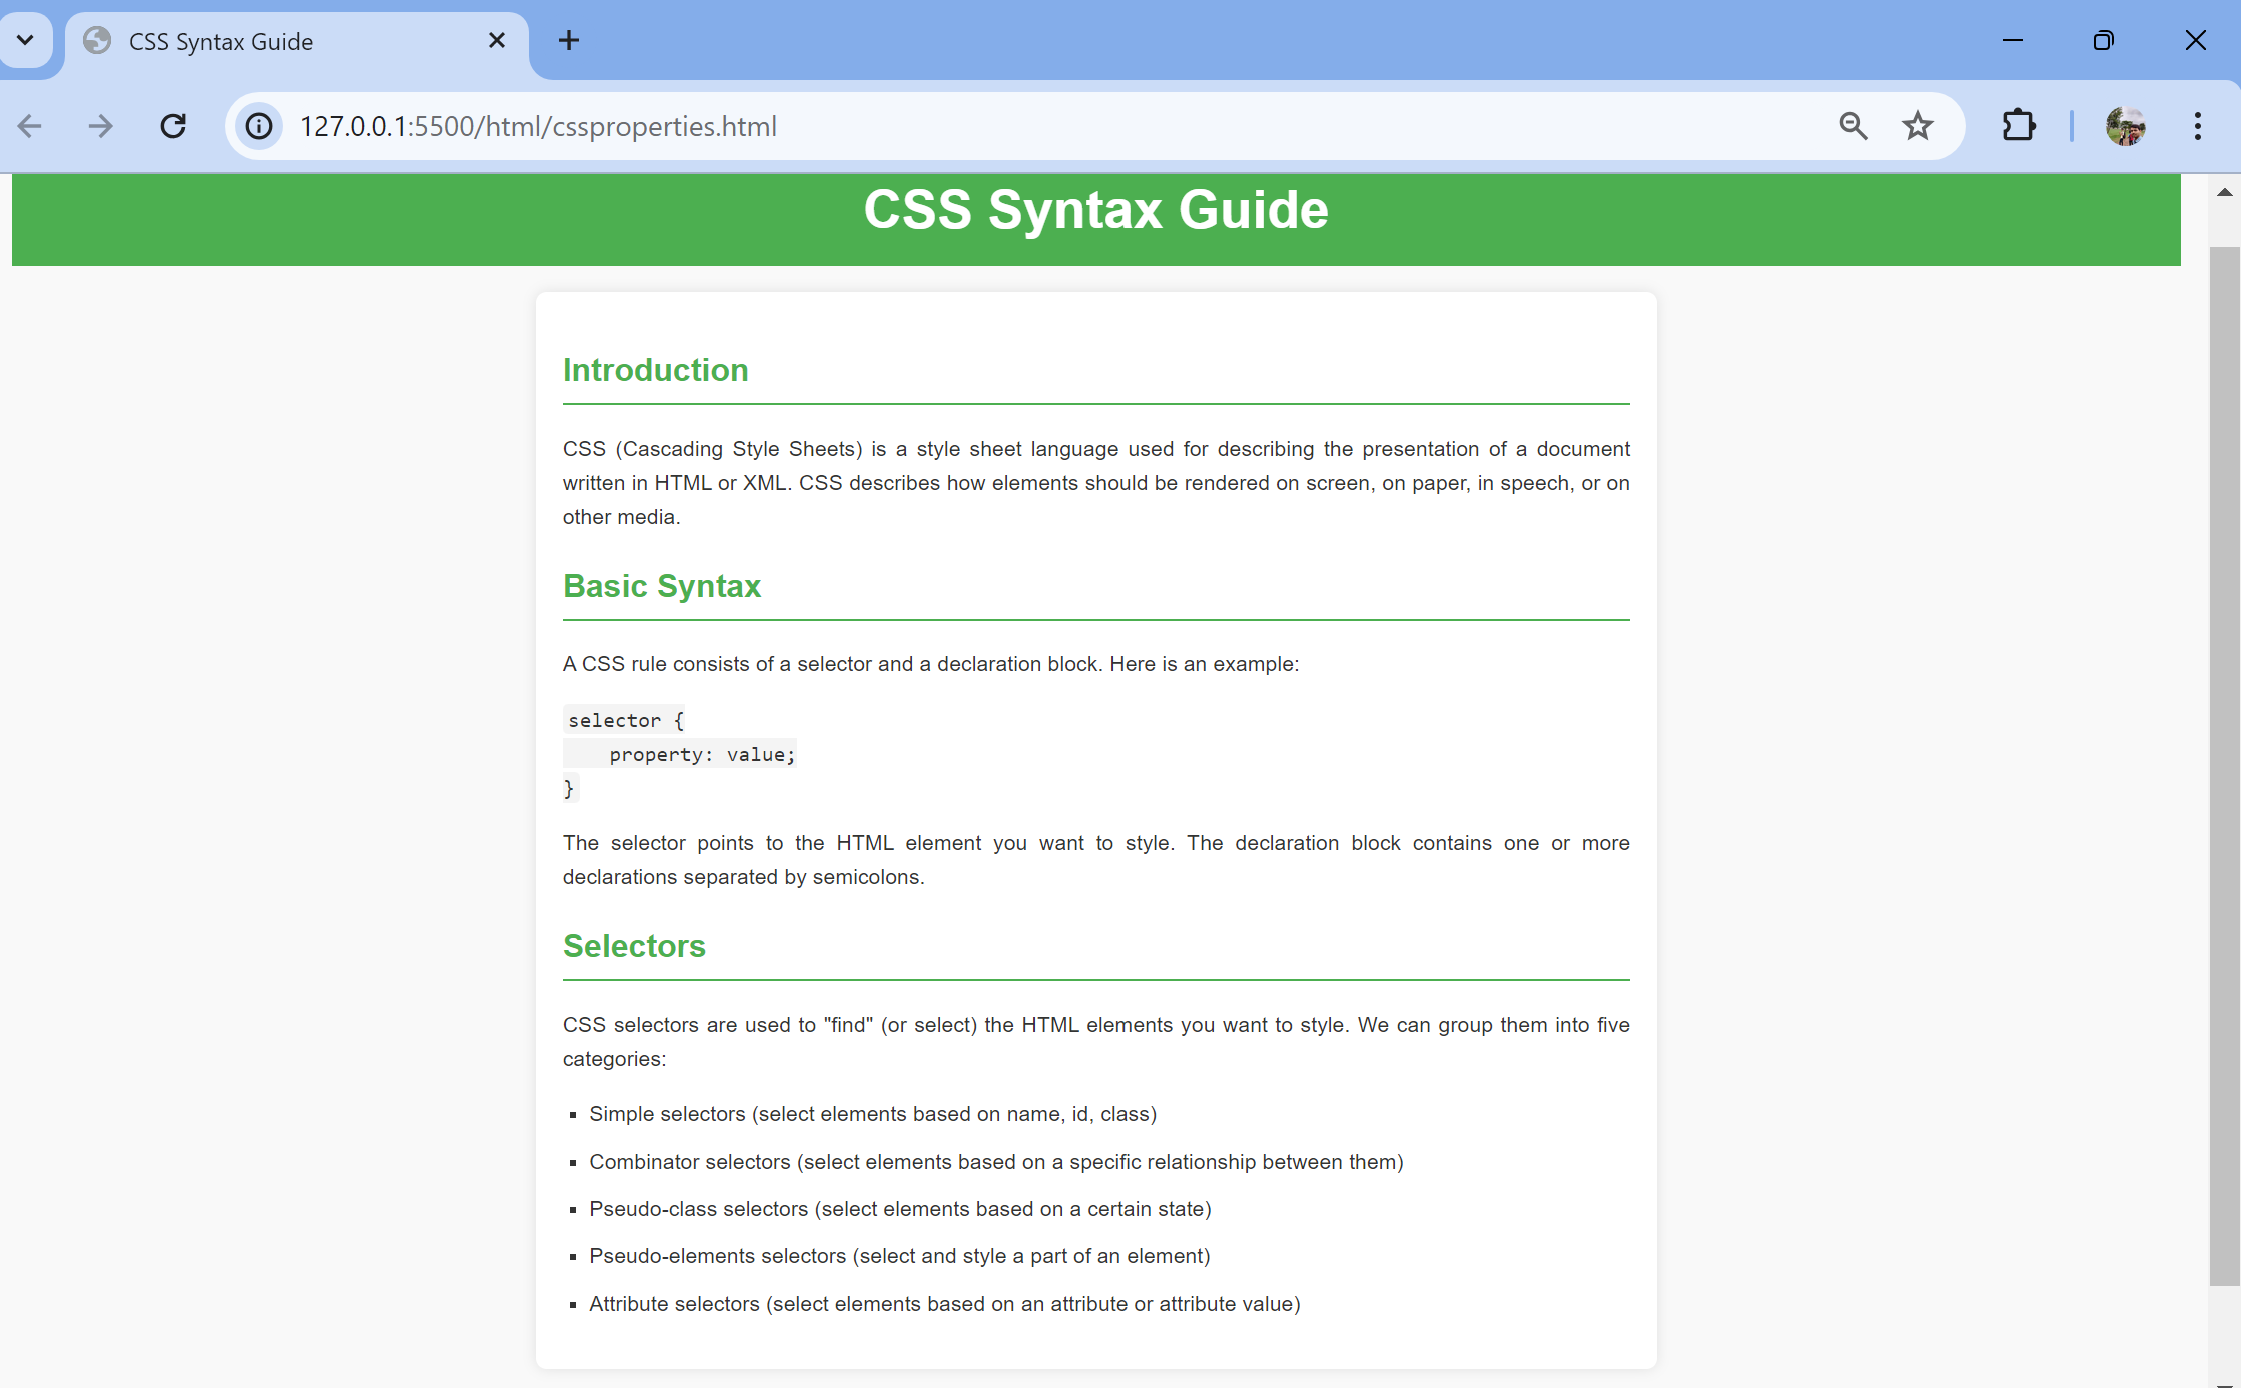 CSS Syntax Guide
127.0.0.1:5500/html/cssproperties.html
CSS Syntax Guide
Introduction
CSS (Cascading Style Sheets) is a style sheet language used for describing the presentation of a document
written in HTML or XML. CSS describes how elements should be rendered on screen, on paper, in speech, or on
other media.
Basic Syntax
A CSS rule consists of a selector and a declaration block. Here is an example:
selector {
    property: value;
}
The selector points to the HTML element you want to style. The declaration block contains one or more
declarations separated by semicolons.
Selectors
CSS selectors are used to "find" (or select) the HTML elements you want to style. We can group them into five
categories:
▪ Simple selectors (select elements based on name, id, class)
▪ Combinator selectors (select elements based on a specific relationship between them)
▪ Pseudo-class selectors (select elements based on a certain state)
▪ Pseudo-elements selectors (select and style a part of an element)
▪ Attribute selectors (select elements based on an attribute or attribute value)